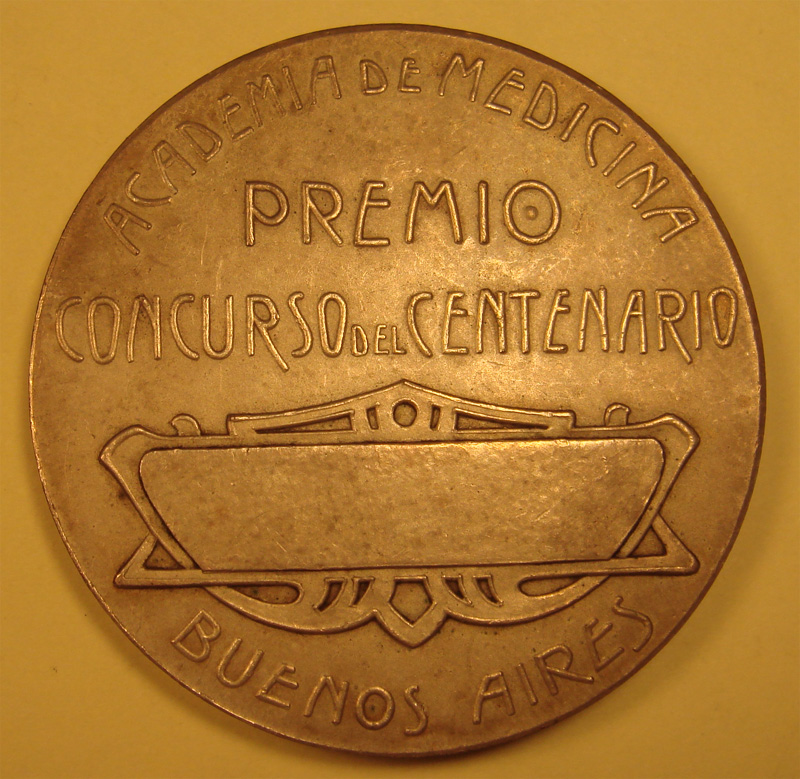 ACADEMIA DE MEDICINA
PREMIO
CONCURSO DEL CENTENARIO
BUENOS AIRES